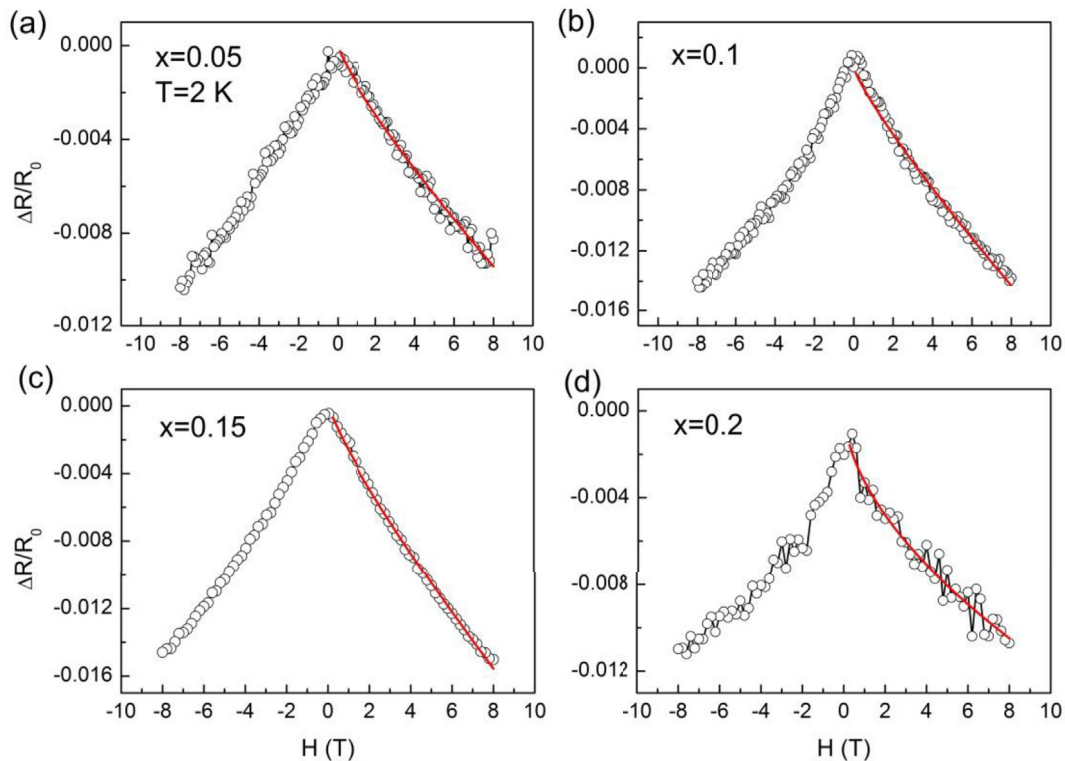 (a)
x=0.05
T=2 K
0.000
-0.004
-0.008
-0.012
ΔR/R₀
-10 -8 -6 -4 -2 0 2 4 6 8 10
(b)
x=0.1
0.000
-0.004
-0.008
-0.012
-0.016
-10 -8 -6 -4 -2 0 2 4 6 8 10
(c)
x=0.15
0.000
-0.004
-0.008
-0.012
-0.016
ΔR/R₀
-10 -8 -6 -4 -2 0 2 4 6 8 10
H (T)
(d)
x=0.2
0.000
-0.004
-0.008
-0.012
-10 -8 -6 -4 -2 0 2 4 6 8 10
H (T)